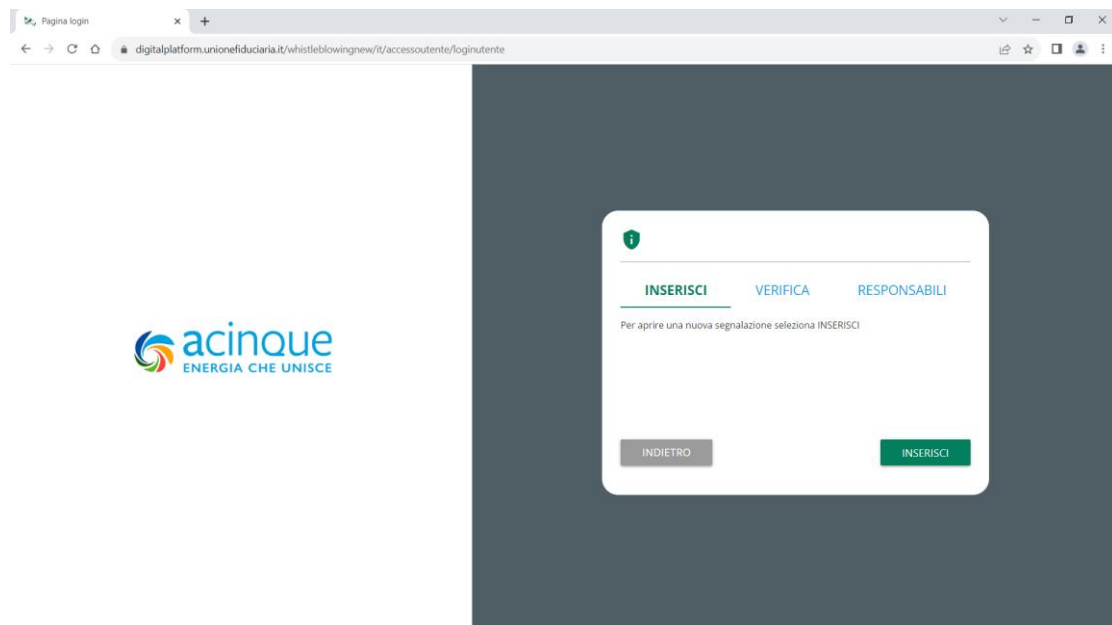 Pagina login
digitalplatform.unionefiduciaria.it/whistleblowingnew/it/accessoutente/loginutente
acinque
ENERGIA CHE UNISCE
INSERISCI VERIFICA RESPONSABILI
Per aprire una nuova segnalazione seleziona INSERISCI
INDIETRO INSERISCI